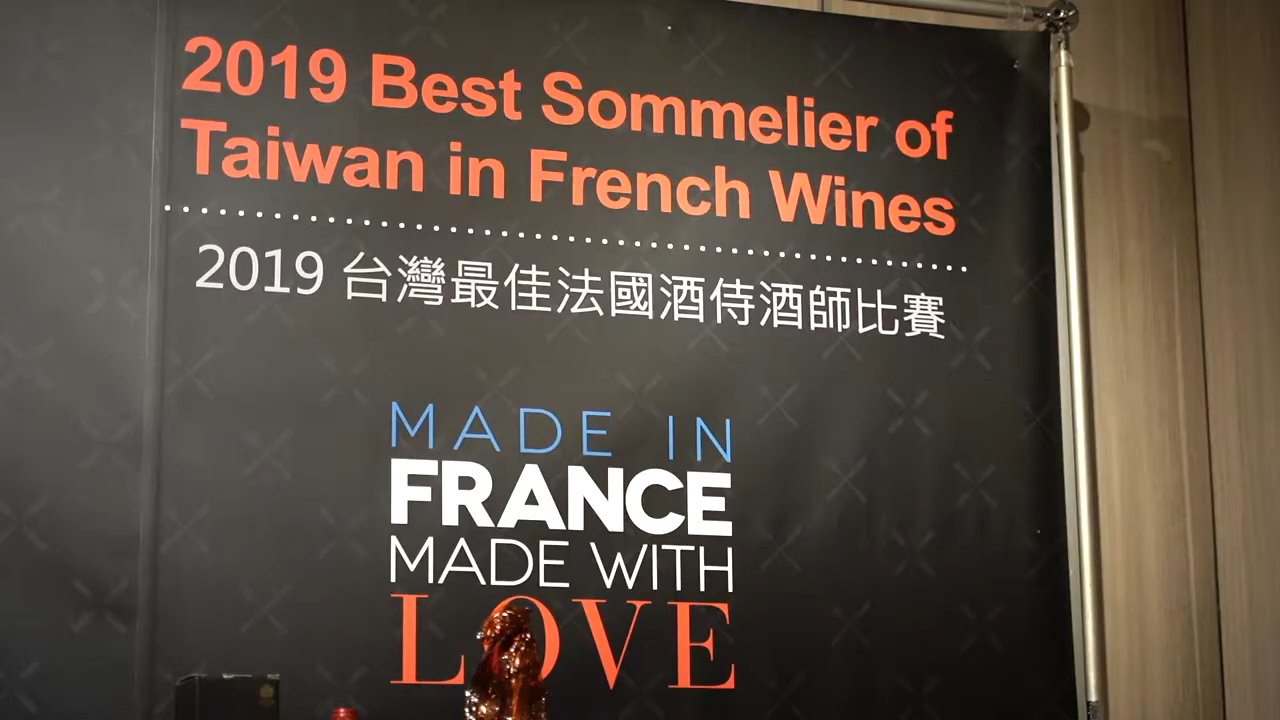 2019 Best Sommelier of
Taiwan in French Wines
2019 台灣最佳法國酒侍酒師比賽
MADE IN
FRANCE
MADE WITH
LOVE